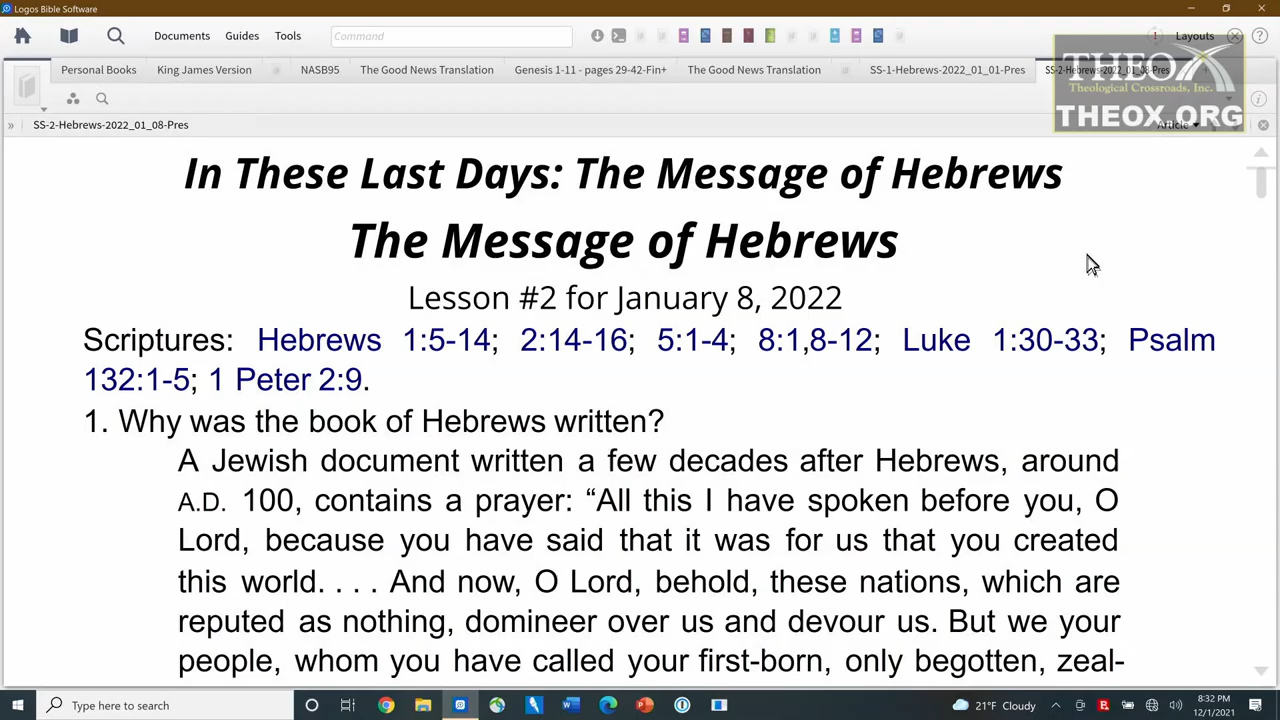 Logos Bible Software
Documents Guides Tools Command Layouts
Personal Books King James Version NASB95 Genesis 1-11 - pages 29-42-Fin+ The Good News Translation SS-1-Hebrews-2022_01_01-Pres SS-2-Hebrews-2022_01_08-Pres
THEOX
Theological Crossroads, Inc.
THEOX.ORG
SS-2-Hebrews-2022_01_08-Pres Article
In These Last Days: The Message of Hebrews
The Message of Hebrews
Lesson #2 for January 8, 2022
Scriptures: Hebrews 1:5-14; 2:14-16; 5:1-4; 8:1,8-12; Luke 1:30-33; Psalm
132:1-5; 1 Peter 2:9.
1. Why was the book of Hebrews written?
A Jewish document written a few decades after Hebrews, around
A.D. 100, contains a prayer: “All this I have spoken before you, O
Lord, because you have said that it was for us that you created
this world. . . . And now, O Lord, behold, these nations, which are
reputed as nothing, domineer over us and devour us. But we your
people, whom you have called your first-born, only begotten, zeal-
Type here to search 21°F Cloudy 8:32 PM
12/1/2021